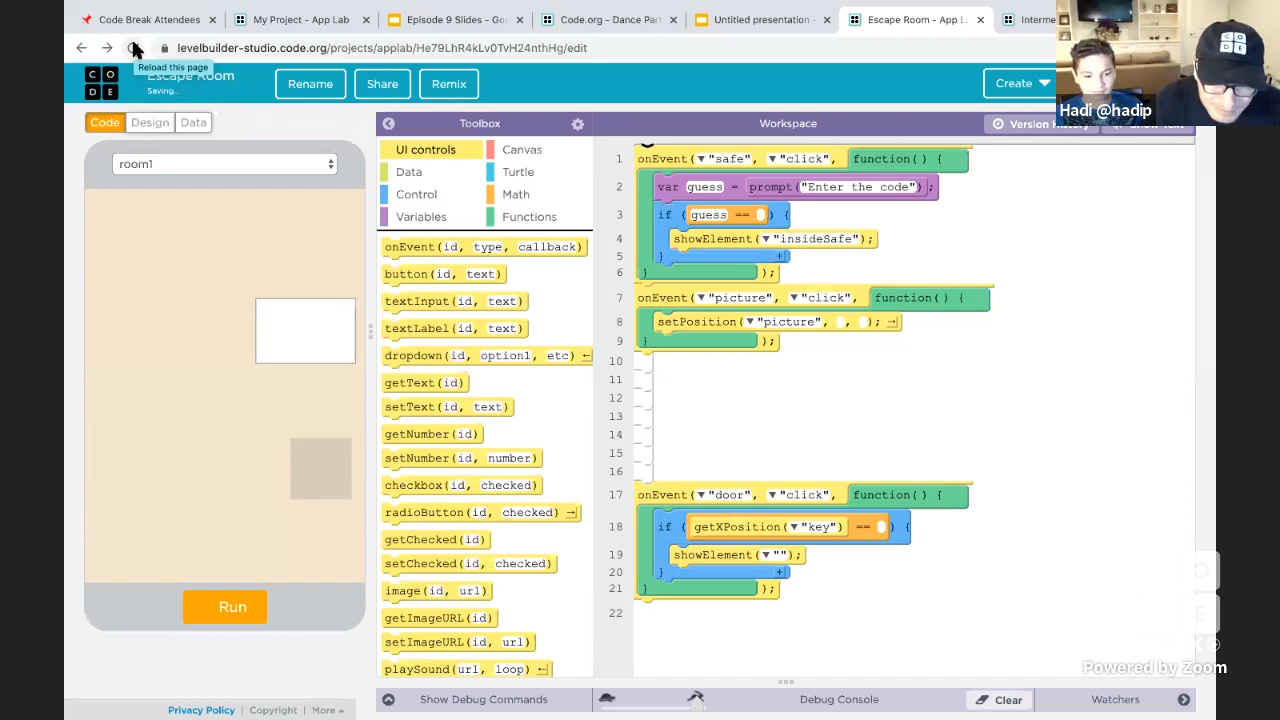 Code Break Attendees
My Project - App Lab
Episode 9 Slides - Go
Code.org - Dance Par
Untitled presentation
Escape Room - App L
Interme
levelbuilder-studio.code.org/projects/applab/He79LhR4kLv0TvH24nthHg/edit
Reload this page
C O
D E
Escape Room
Saving...
Rename
Share
Remix
Create
Hadi @hadip
Code
Design
Data
Toolbox
Workspace
Version History
Show Text
room1
UI controls
Canvas
Data
Turtle
Control
Math
Variables
Functions
onEvent(id, type, callback)
button(id, text)
textInput(id, text)
textLabel(id, text)
dropdown(id, option1, etc)
getText(id)
setText(id, text)
getNumber(id)
setNumber(id, number)
checkbox(id, checked)
radioButton(id, checked)
getChecked(id)
setChecked(id, checked)
image(id, url)
getImageURL(id)
setImageURL(id, url)
playSound(url, loop)
1 onEvent("safe", "click", function() {
2 var guess = prompt("Enter the code");
3 if (guess == ) {
4 showElement("insideSafe");
5 }
6 });
7 onEvent("picture", "click", function() {
8 setPosition("picture", , );
9 });
10
11
12
13
14
15
16
17 onEvent("door", "click", function() {
18 if (getXPosition("key") == ) {
19 showElement("");
20 }
21 });
22
Run
Powered by Zoom
Show Debug Commands
Debug Console
Clear
Watchers
Privacy Policy
Copyright
More